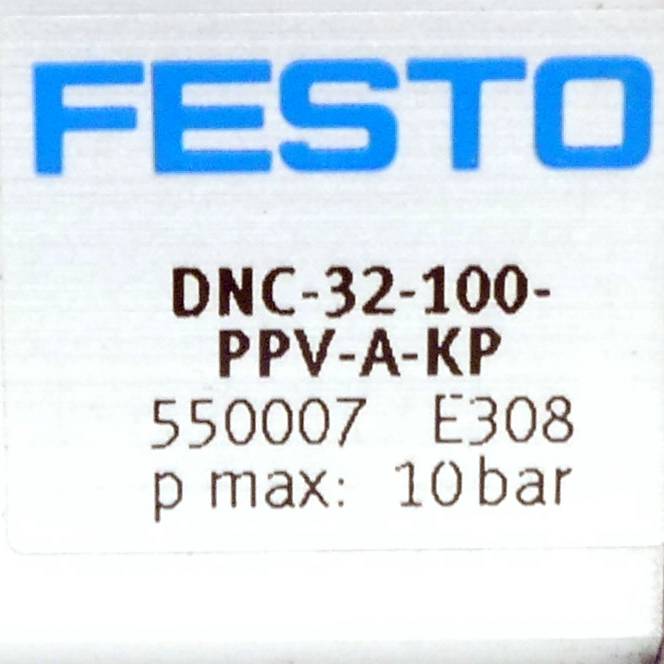 FESTO
DNC-32-100-
PPV-A-KP
550007 E308
p max: 10 bar